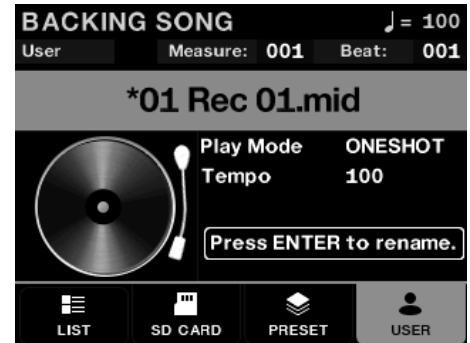 BACKING SONG ♩= 100
User Measure: 001 Beat: 001
*01 Rec 01.mid
Play Mode ONESHOT
Tempo 100
Press ENTER to rename.
LIST SD CARD PRESET USER